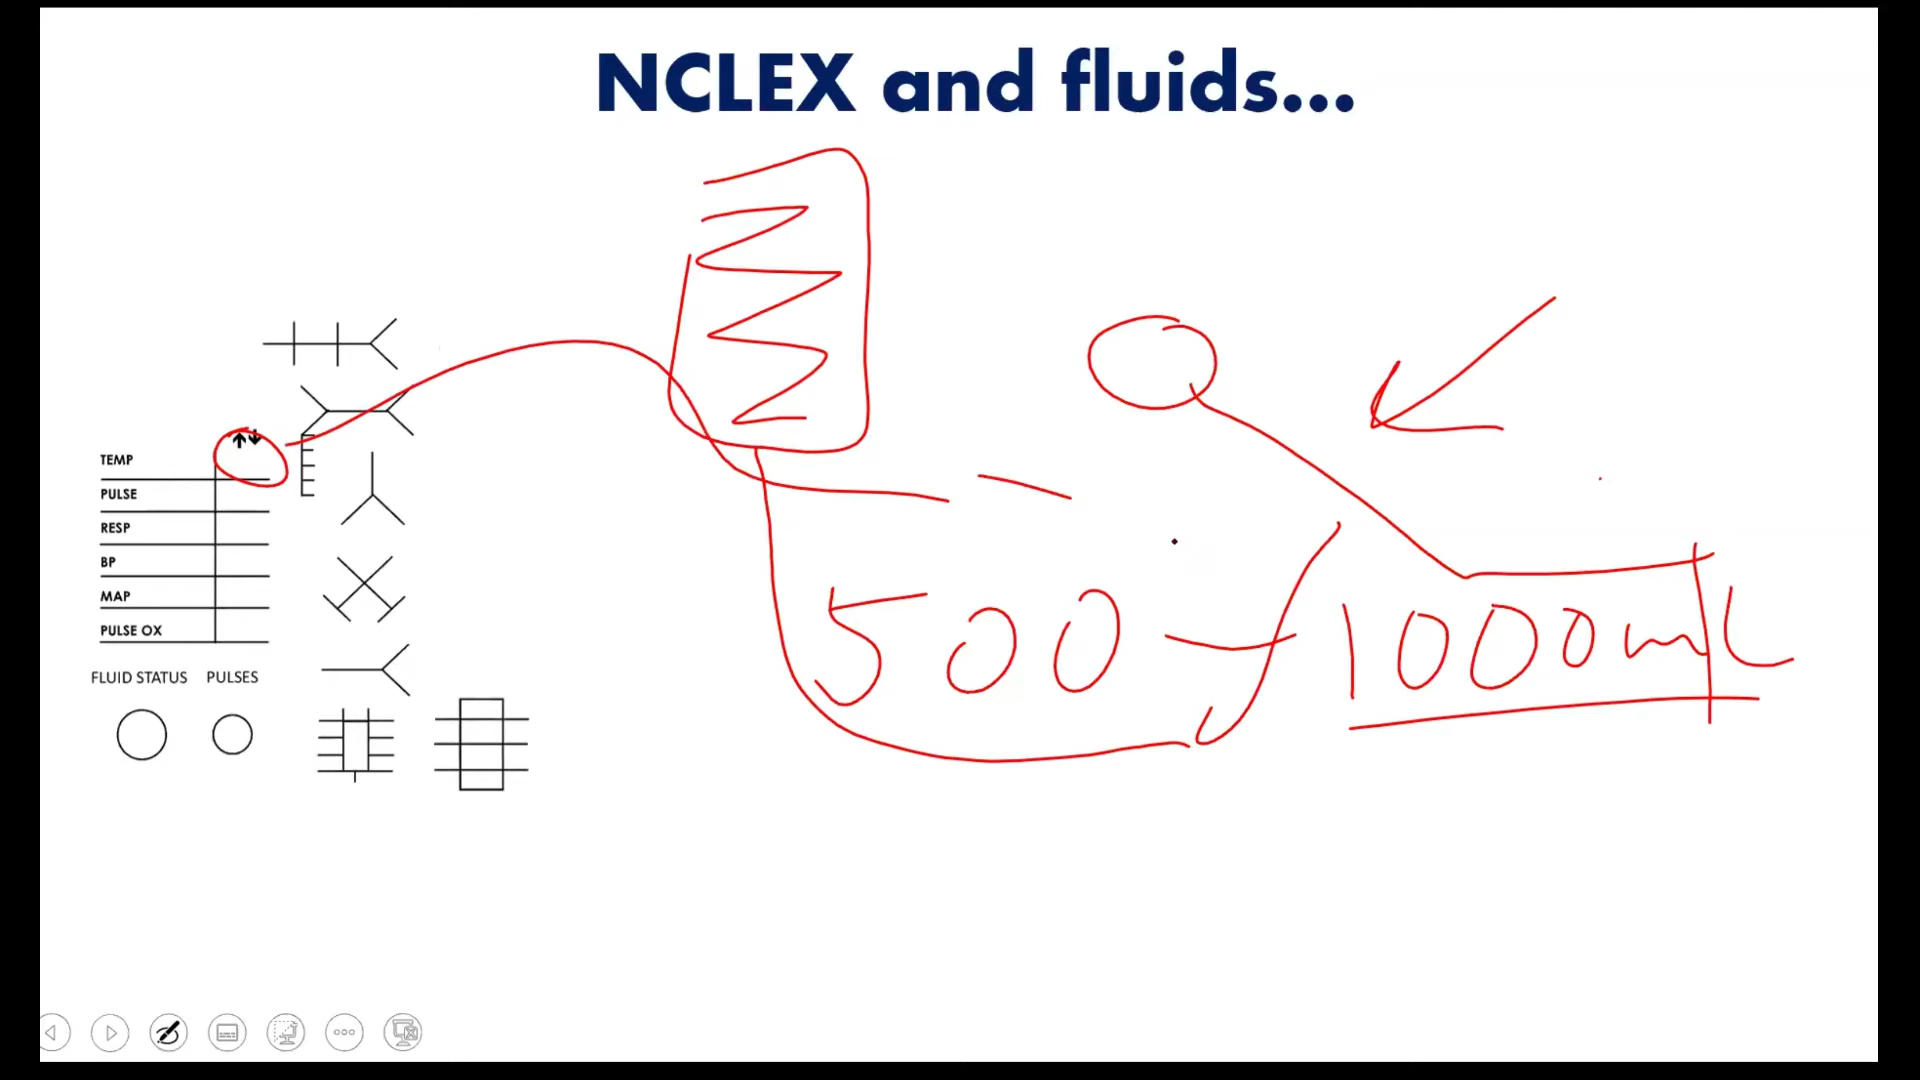 NCLEX and fluids...
TEMP
PULSE
RESP
BP
MAP
PULSE OX
FLUID STATUS PULSES
500 - 1000mL